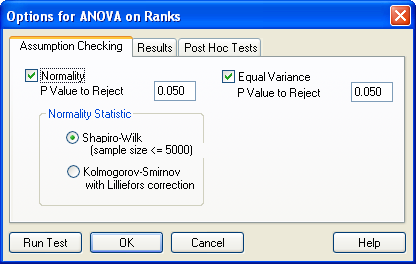 Options for ANOVA on Ranks
Assumption Checking Results Post Hoc Tests
Normality Equal Variance
P Value to Reject 0.050 P Value to Reject 0.050
Normality Statistic
Shapiro-Wilk
(sample size <= 5000)
Kolmogorov-Smirnov
with Lilliefors correction
Run Test OK Cancel Help